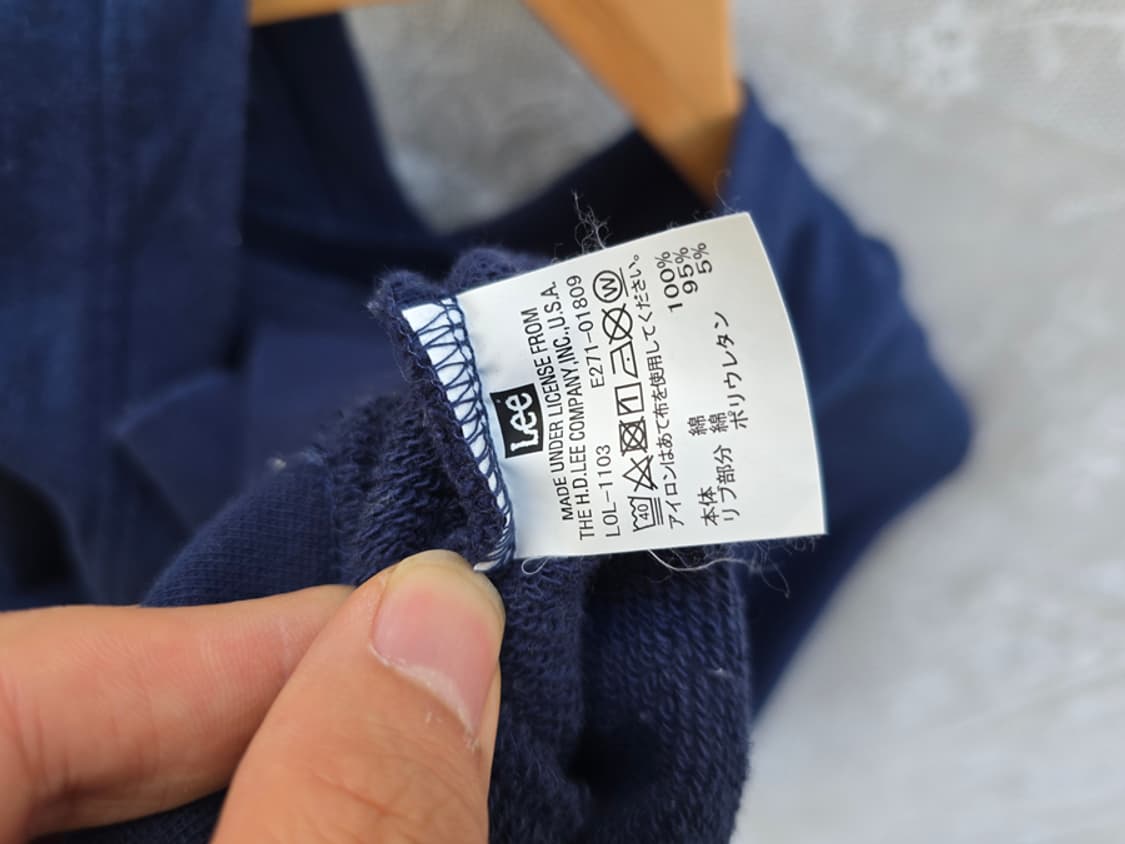 Lee
MADE UNDER LICENSE FROM
THE H.D.LEE COMPANY,INC.,U.S.A.
LOL-1103 E271-01809
40 W
アイロンはあて布を使用してください。
本体 綿 100%
リブ部分 綿 95%
ポリウレタン 5%